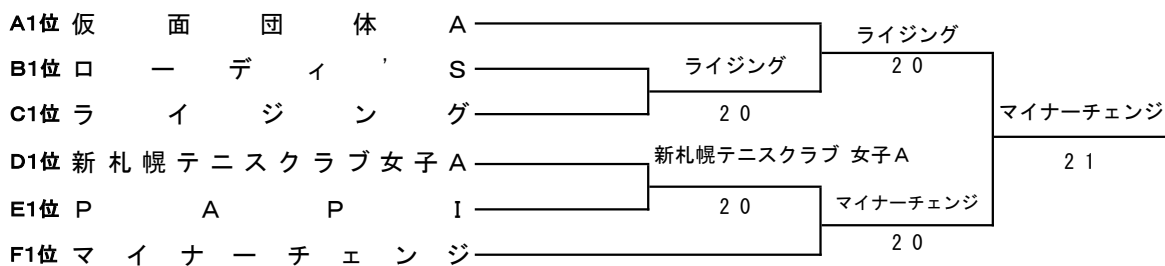 A1位 仮面団体A
ライジング
B1位 ローディ'S
ライジング
20
C1位 ライジング
20
マイナーチェンジ
D1位 新札幌テニスクラブ女子A
新札幌テニスクラブ 女子A
21
E1位 PAPI
20
マイナーチェンジ
F1位 マイナーチェンジ
20